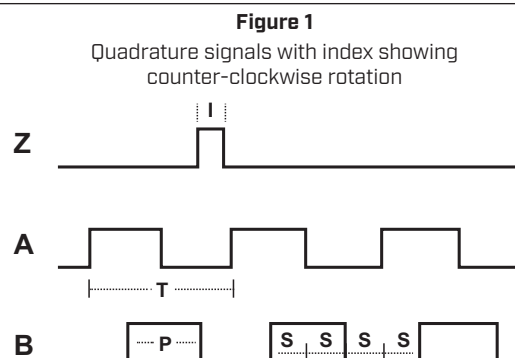 Figure 1
Quadrature signals with index showing
counter-clockwise rotation
I
Z
A
T
B
P
S S S S